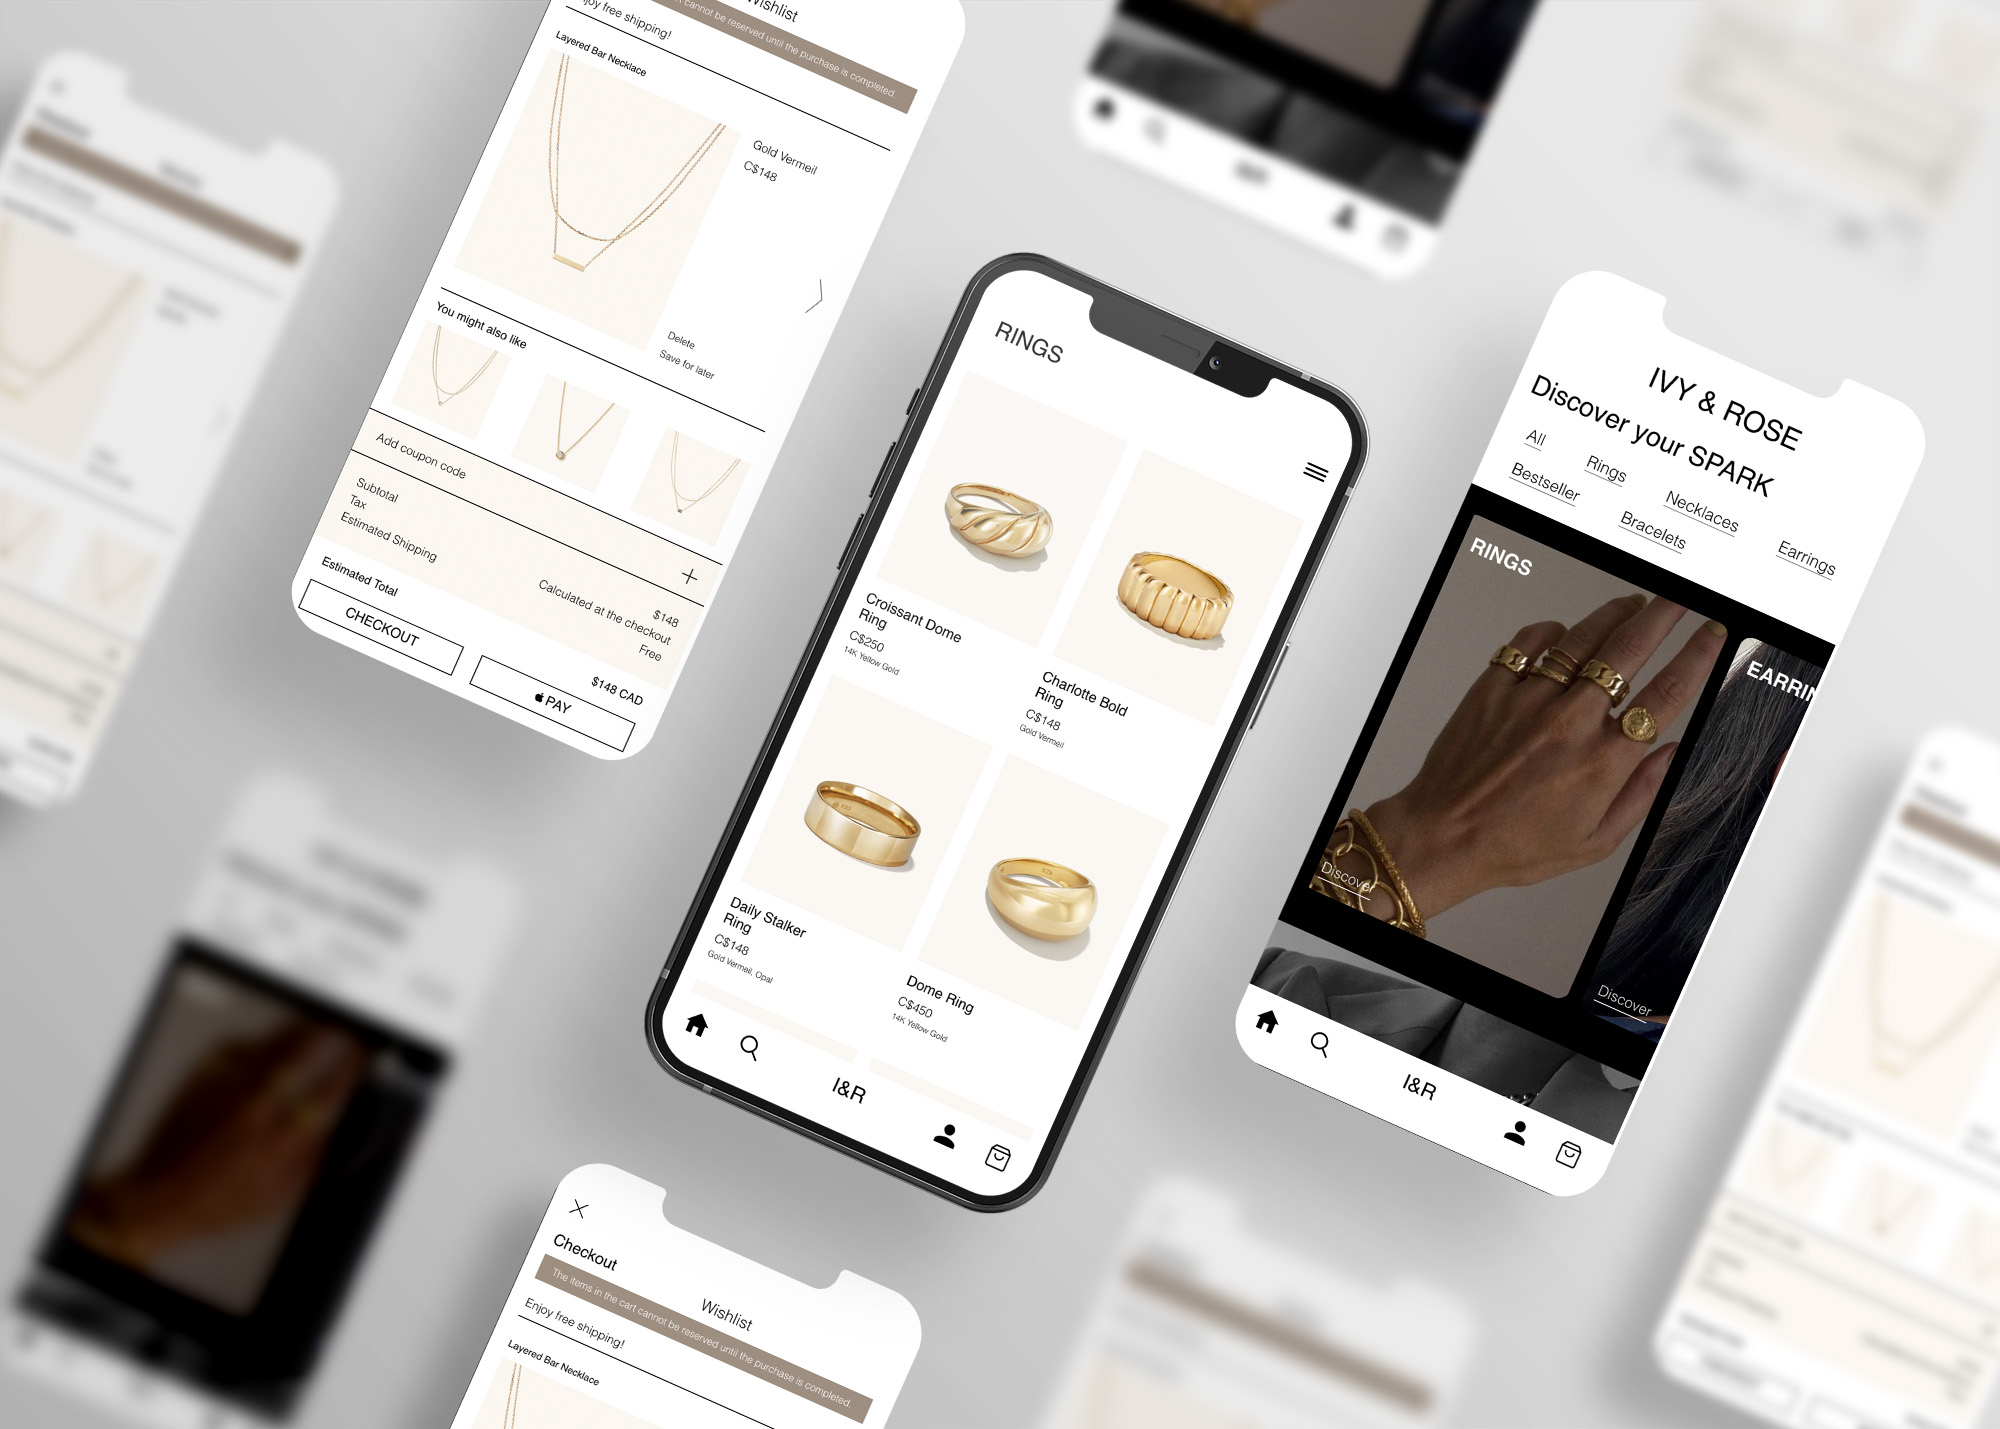 Wishlist
cannot be reserved until the purchase is completed.
joy free shipping!
Layered Bar Necklace
Gold Vermeil
C$148
Delete
Save for later
You might also like
Add coupon code
Subtotal
$148
Tax
Calculated at the checkout
Estimated Shipping
Free
Estimated Total
$148 CAD
CHECKOUT
PAY
RINGS
Croissant Dome
Ring
C$250
14K Yellow Gold
Charlotte Bold
Ring
C$148
Gold Vermeil
Daily Stalker
Ring
C$148
Gold Vermeil, Opal
Dome Ring
C$450
14K Yellow Gold
I&R
IVY & ROSE
Discover your SPARK
All
Rings
Necklaces
Earrings
Bestseller
Bracelets
RINGS
Discover
EARRIN
Discover
I&R
Checkout
Wishlist
The items in the cart cannot be reserved until the purchase is completed.
Enjoy free shipping!
Layered Bar Necklace